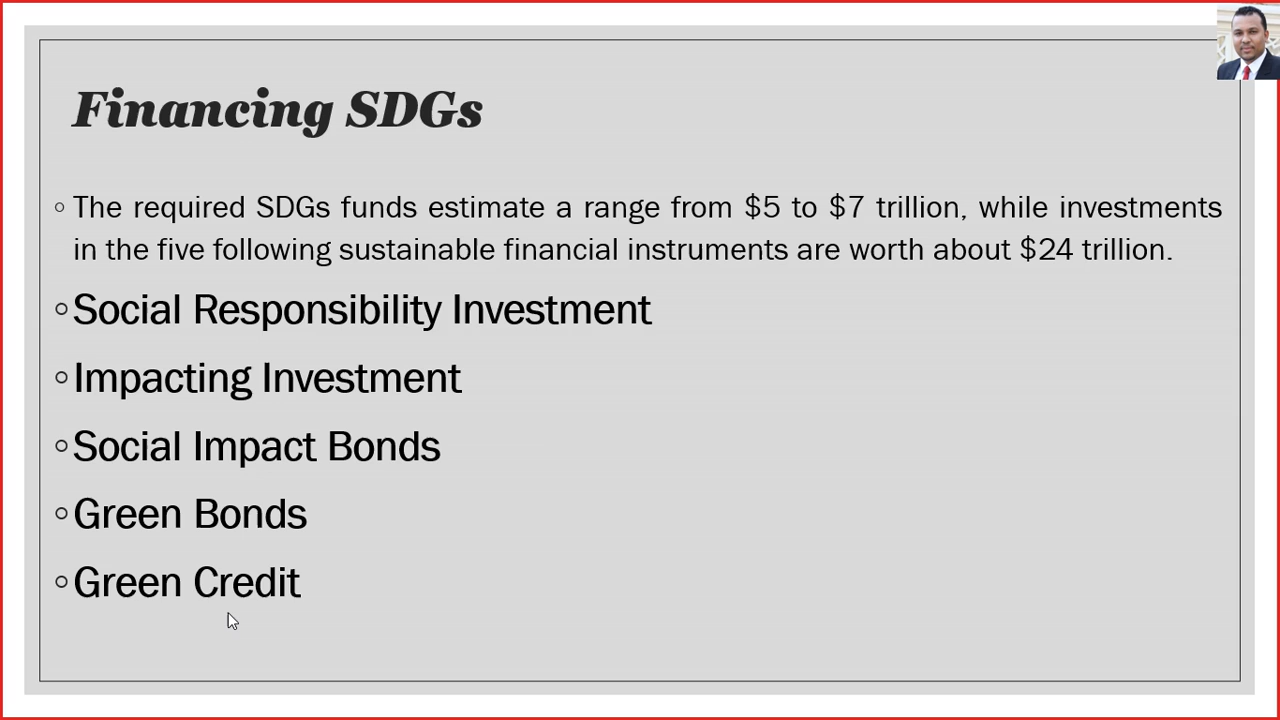 Financing SDGs
◦ The required SDGs funds estimate a range from $5 to $7 trillion, while investments
in the five following sustainable financial instruments are worth about $24 trillion.
◦ Social Responsibility Investment
◦ Impacting Investment
◦ Social Impact Bonds
◦ Green Bonds
◦ Green Credit